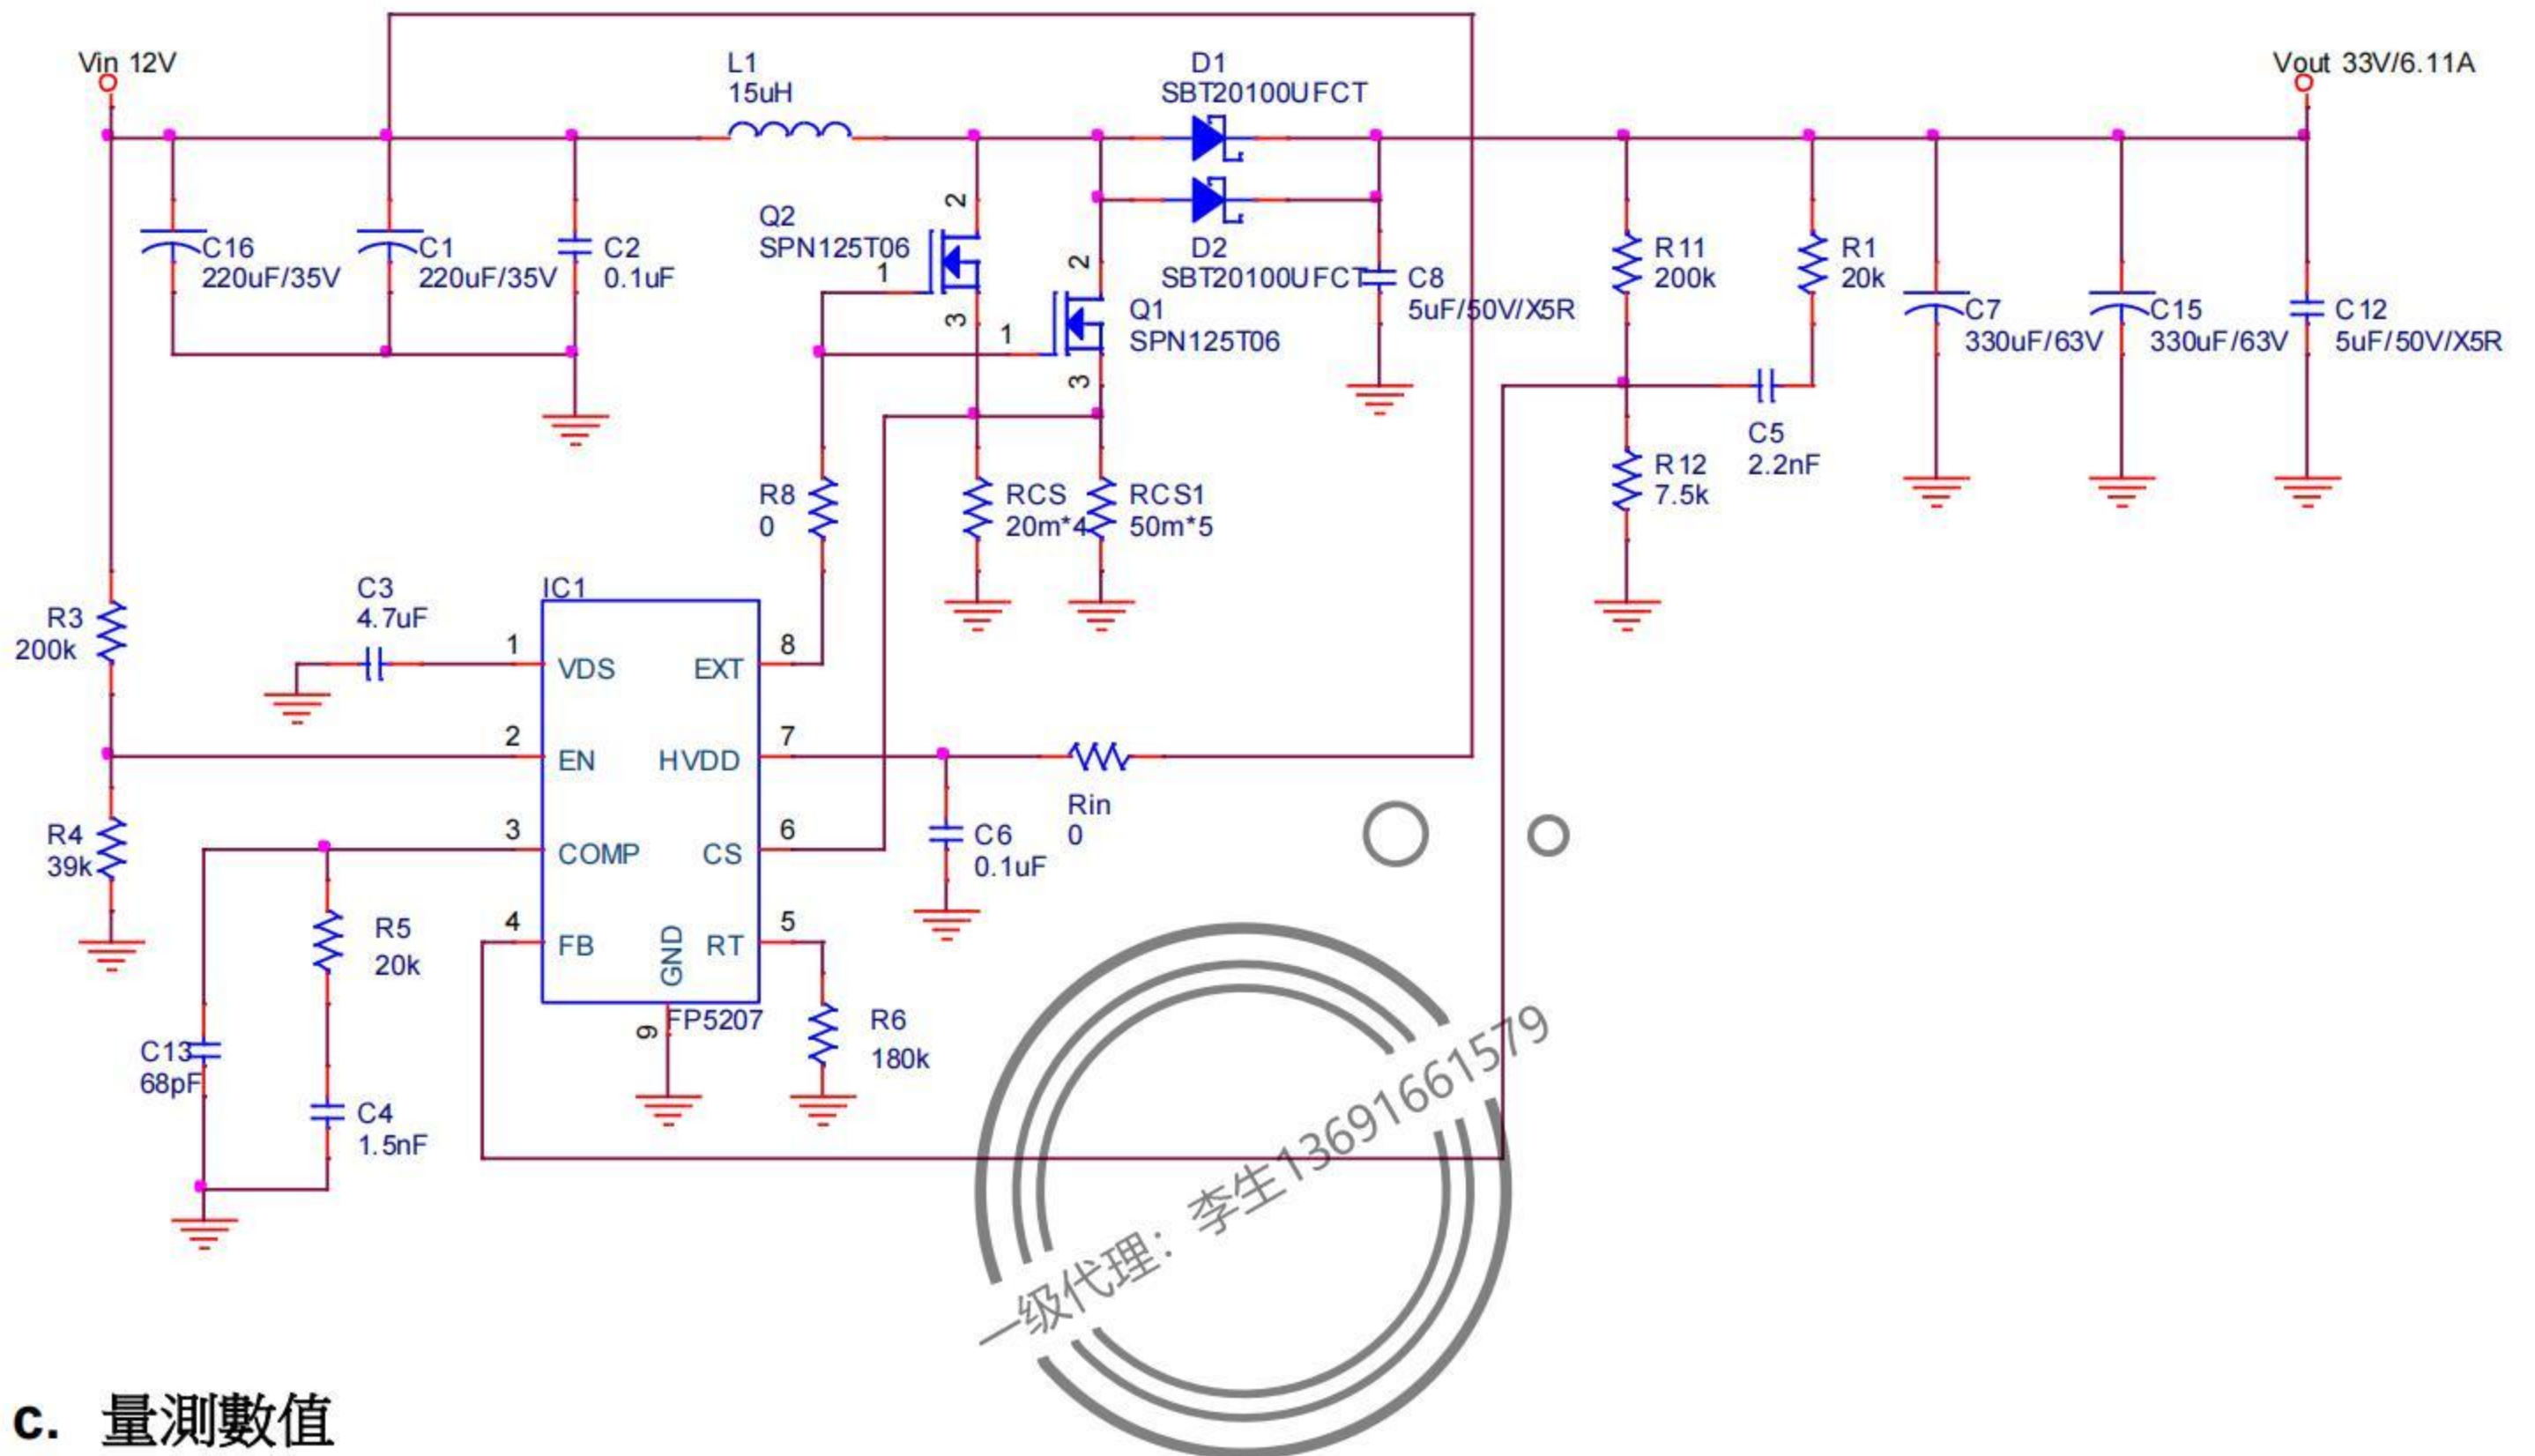 Vin 12V
L1
15uH
D1
SBT20100UFCT
Vout 33V/6.11A
Q2
SPN125T06
2
1
3
C16
220uF/35V
C1
220uF/35V
C2
0.1uF
D2
SBT20100UFCT
2
1
3
Q1
SPN125T06
C8
5uF/50V/X5R
R11
200k
R1
20k
C7
330uF/63V
C15
330uF/63V
C12
5uF/50V/X5R
C5
2.2nF
R12
7.5k
R8
0
RCS
20m*4
RCS1
50m*5
R3
200k
C3
4.7uF
IC1
1
VDS
EXT
8
2
EN
HVDD
7
Rin
0
R4
39k
3
COMP
CS
6
C6
0.1uF
R5
20k
4
FB
GND
RT
5
9
FP5207
R6
180k
C13
68pF
C4
1.5nF
一级代理：李生13691661579
c. 量測數值